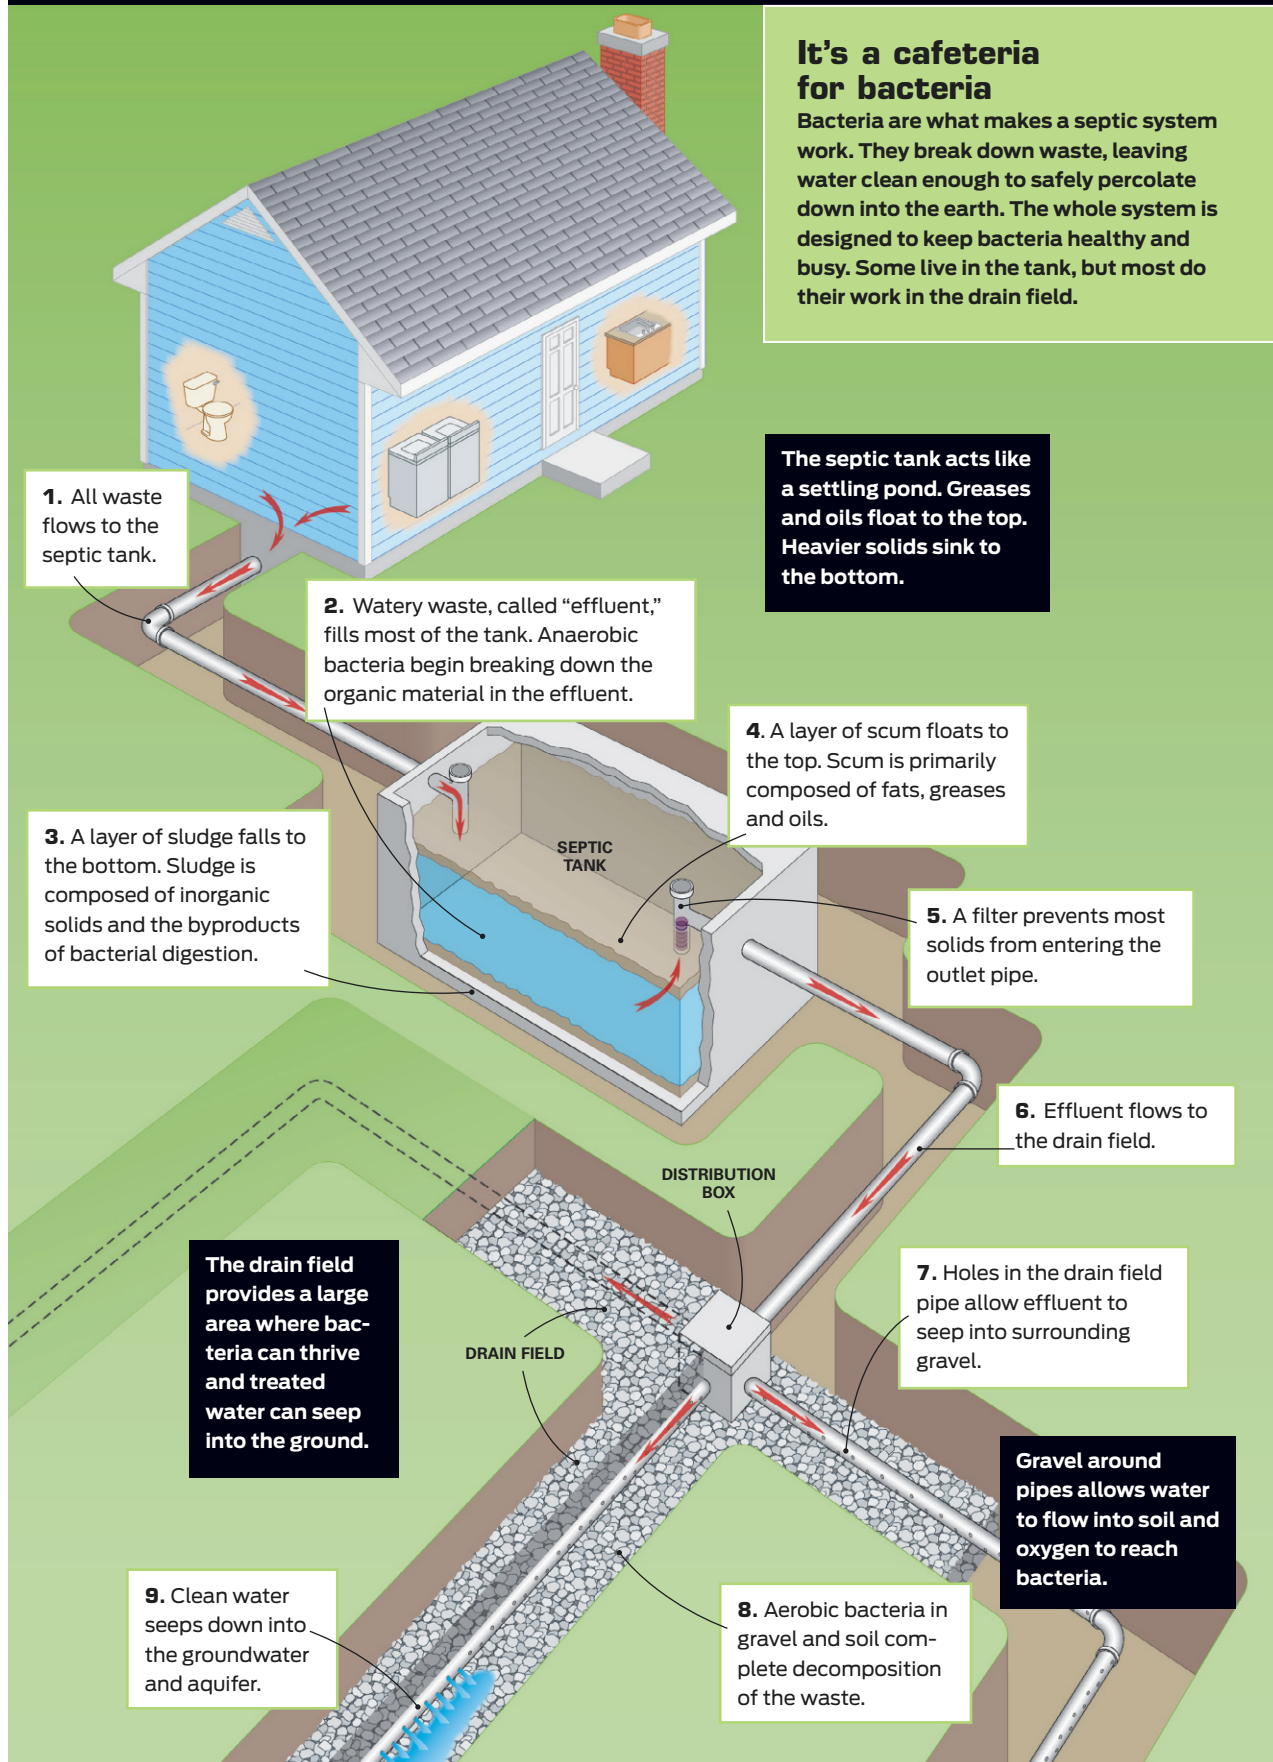 It's a cafeteria
for bacteria
Bacteria are what makes a septic system
work. They break down waste, leaving
water clean enough to safely percolate
down into the earth. The whole system is
designed to keep bacteria healthy and
busy. Some live in the tank, but most do
their work in the drain field.
The septic tank acts like
a settling pond. Greases
and oils float to the top.
Heavier solids sink to
the bottom.
1. All waste
flows to the
septic tank.
2. Watery waste, called “effluent,”
fills most of the tank. Anaerobic
bacteria begin breaking down the
organic material in the effluent.
3. A layer of sludge falls to
the bottom. Sludge is
composed of inorganic
solids and the byproducts
of bacterial digestion.
4. A layer of scum floats to
the top. Scum is primarily
composed of fats, greases
and oils.
SEPTIC
TANK
5. A filter prevents most
solids from entering the
outlet pipe.
6. Effluent flows to
the drain field.
DISTRIBUTION
BOX
The drain field
provides a large
area where bac-
teria can thrive
and treated
water can seep
into the ground.
DRAIN FIELD
7. Holes in the drain field
pipe allow effluent to
seep into surrounding
gravel.
Gravel around
pipes allows water
to flow into soil and
oxygen to reach
bacteria.
8. Aerobic bacteria in
gravel and soil com-
plete decomposition
of the waste.
9. Clean water
seeps down into
the groundwater
and aquifer.